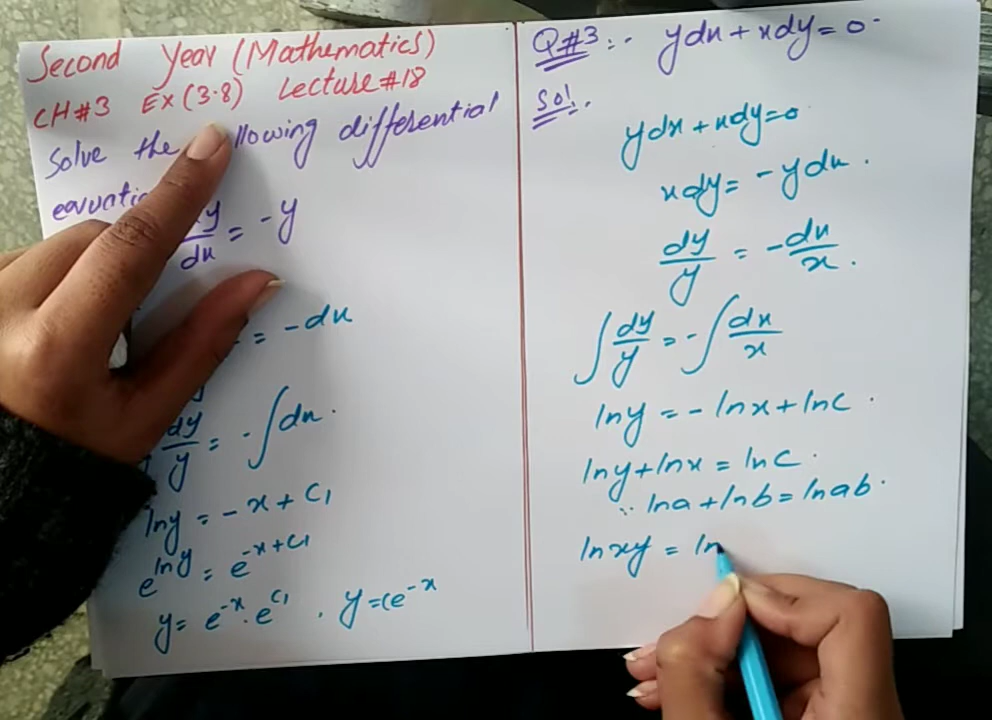 Second Year (Mathematics)
CH#3 Ex (3.8) Lecture#18
Solve the differential
dx = -y
= -dx
dy/y = -∫dx.
lny = -x + C₁
e^lny = e^-x+C₁
y = e^-x . e^C₁ , y = ce^-x
Q#3:- ydx + xdy = 0.
Sol.
ydx + xdy = 0
xdy = -ydx.
dy/y = -dx/x.
∫dy/y = -∫dx/x
lny = -lnx + lnc.
lny + lnx = lnc.
∵ lna + lnb = lnab.
lnxy = ln